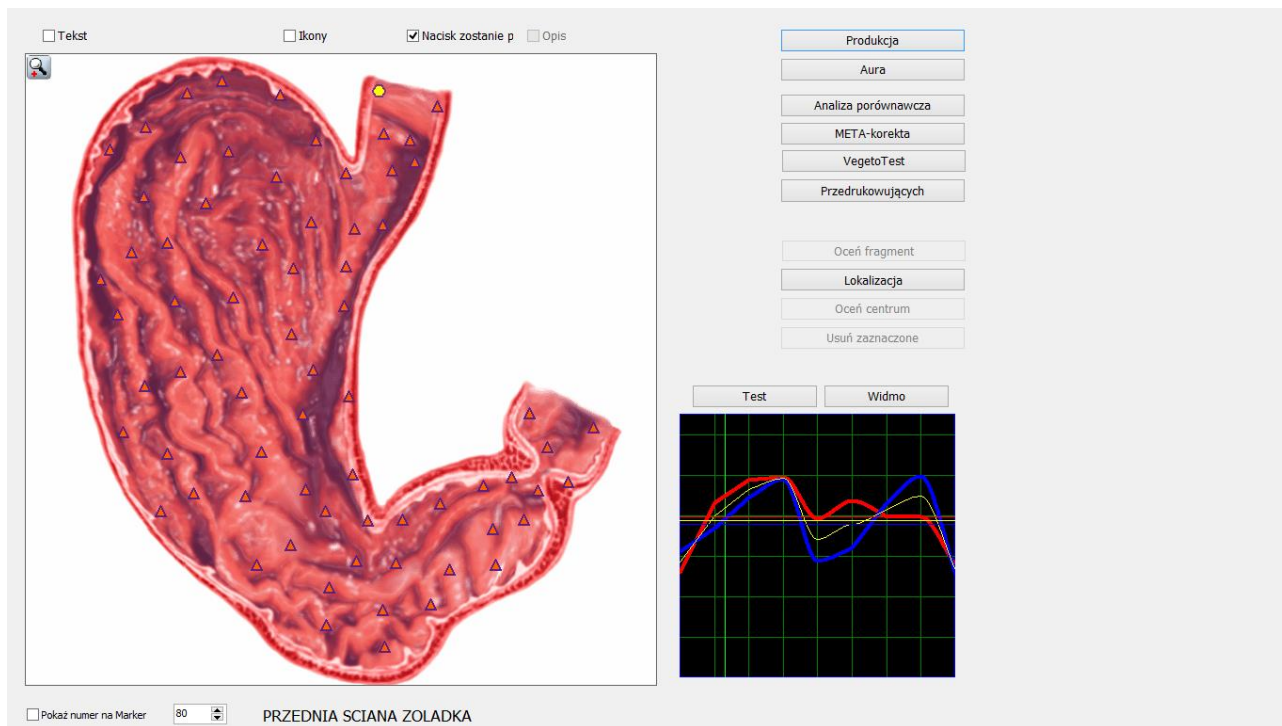 Tekst
Ikony
Nacisk zostanie p
Opis
Produkcja
Aura
Analiza porównawcza
META-korekta
VegetoTest
Przedrukowujących
Oceń fragment
Lokalizacja
Oceń centrum
Usuń zaznaczone
Test
Widmo
Pokaż numer na Marker
80
PRZEDNIA SCIANA ZOLADKA